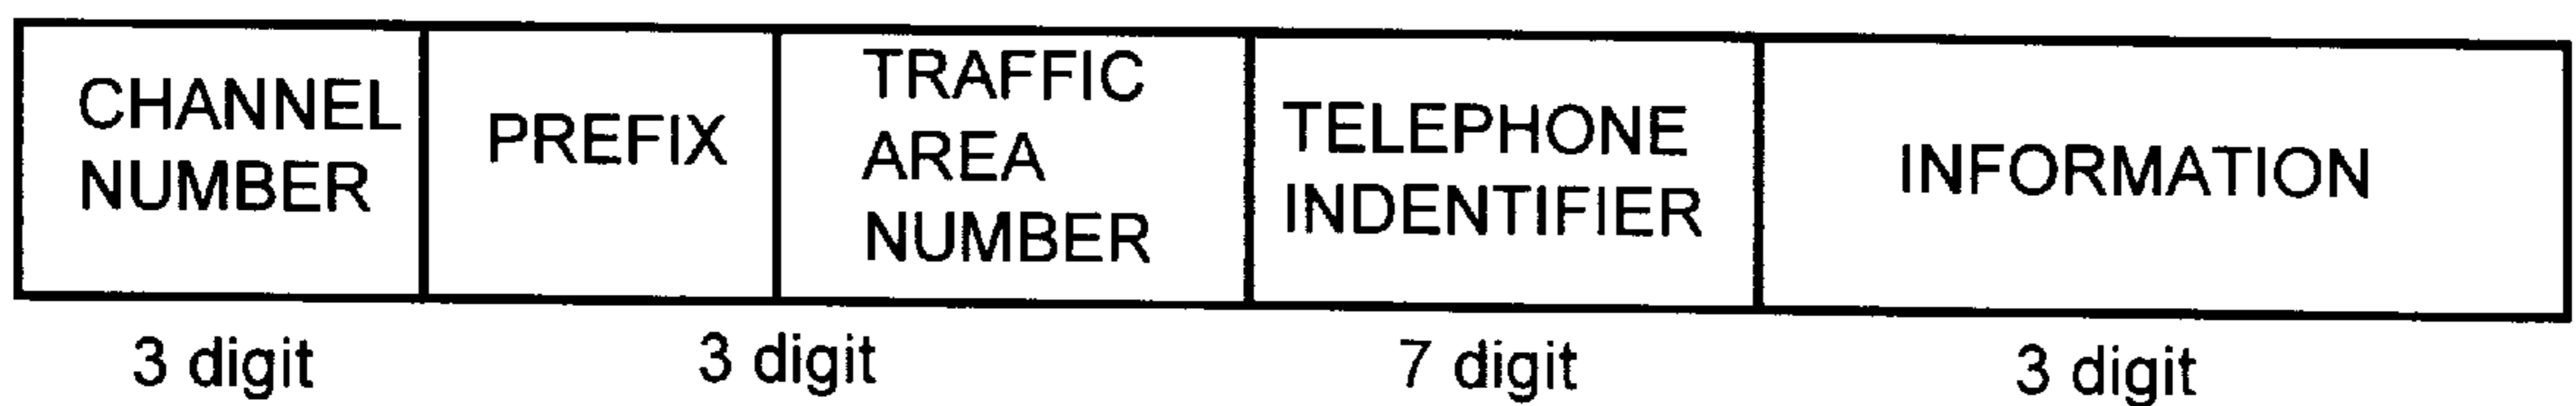 CHANNEL
NUMBER
PREFIX
TRAFFIC
AREA
NUMBER
TELEPHONE
INDENTIFIER
INFORMATION
3 digit
3 digit
7 digit
3 digit